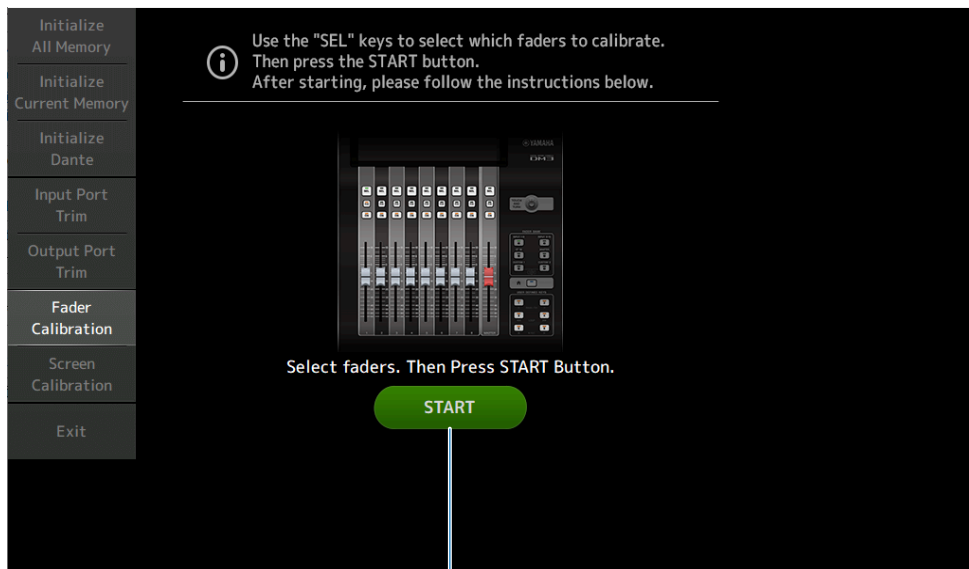 Initialize
All Memory
Initialize
Current Memory
Initialize
Dante
Input Port
Trim
Output Port
Trim
Fader
Calibration
Screen
Calibration
Exit
Use the "SEL" keys to select which faders to calibrate.
Then press the START button.
After starting, please follow the instructions below.
YAMAHA
DM3
Select faders. Then Press START Button.
START